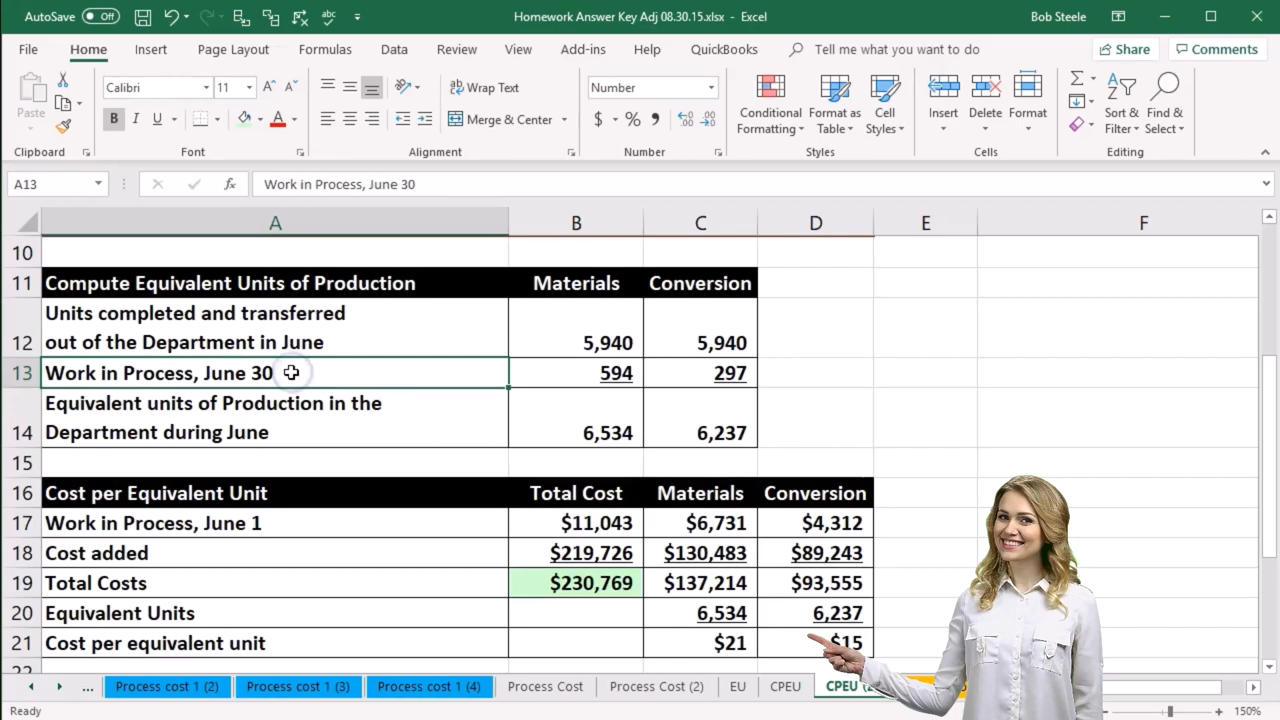 AutoSave Off Homework Answer Key Adj 08.30.15.xlsx - Excel Bob Steele
File Home Insert Page Layout Formulas Data Review View Add-ins Help QuickBooks Tell me what you want to do Share Comments
Calibri 11 A A Wrap Text Number
Paste B I U A Merge & Center $ % Conditional Formatting Format as Table Cell Styles Insert Delete Format Sort & Filter Find & Select
Clipboard Font Alignment Number Styles Cells Editing
A13 fx Work in Process, June 30
A B C D E F
10
11 Compute Equivalent Units of Production Materials Conversion
Units completed and transferred
12 out of the Department in June 5,940 5,940
13 Work in Process, June 30 594 297
Equivalent units of Production in the
14 Department during June 6,534 6,237
15
16 Cost per Equivalent Unit Total Cost Materials Conversion
17 Work in Process, June 1 $11,043 $6,731 $4,312
18 Cost added $219,726 $130,483 $89,243
19 Total Costs $230,769 $137,214 $93,555
20 Equivalent Units 6,534 6,237
21 Cost per equivalent unit $21 $15
22
... Process cost 1 (2) Process cost 1 (3) Process cost 1 (4) Process Cost Process Cost (2) EU CPEU CPEU (2
Ready 150%